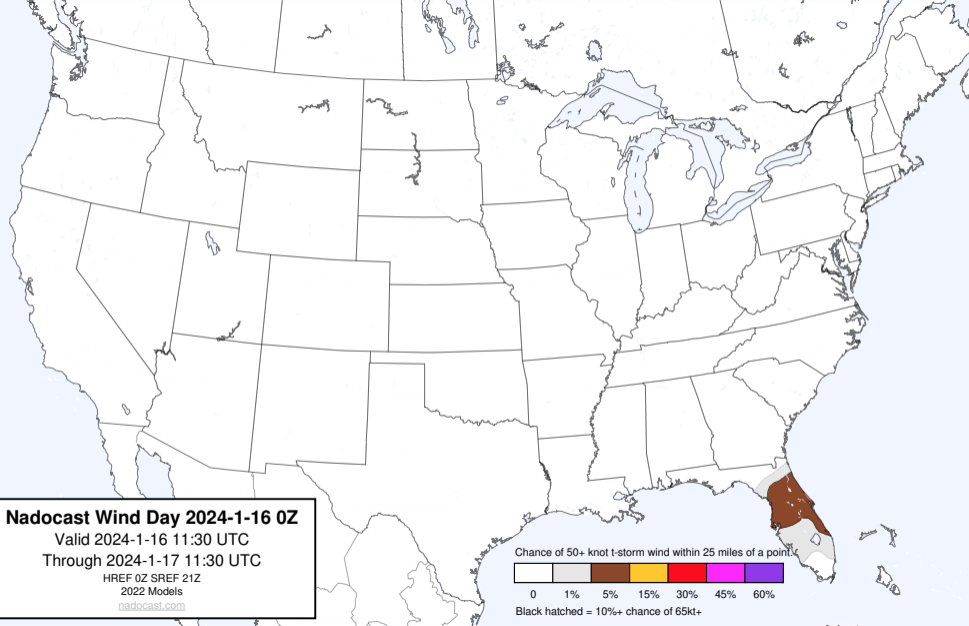 Nadocast Wind Day 2024-1-16 0Z
Valid 2024-1-16 11:30 UTC
Through 2024-1-17 11:30 UTC
HREF 0Z SREF 21Z
2022 Models
nadocast.com
Chance of 50+ knot t-storm wind within 25 miles of a point.
0 1% 5% 15% 30% 45% 60%
Black hatched = 10%+ chance of 65kt+